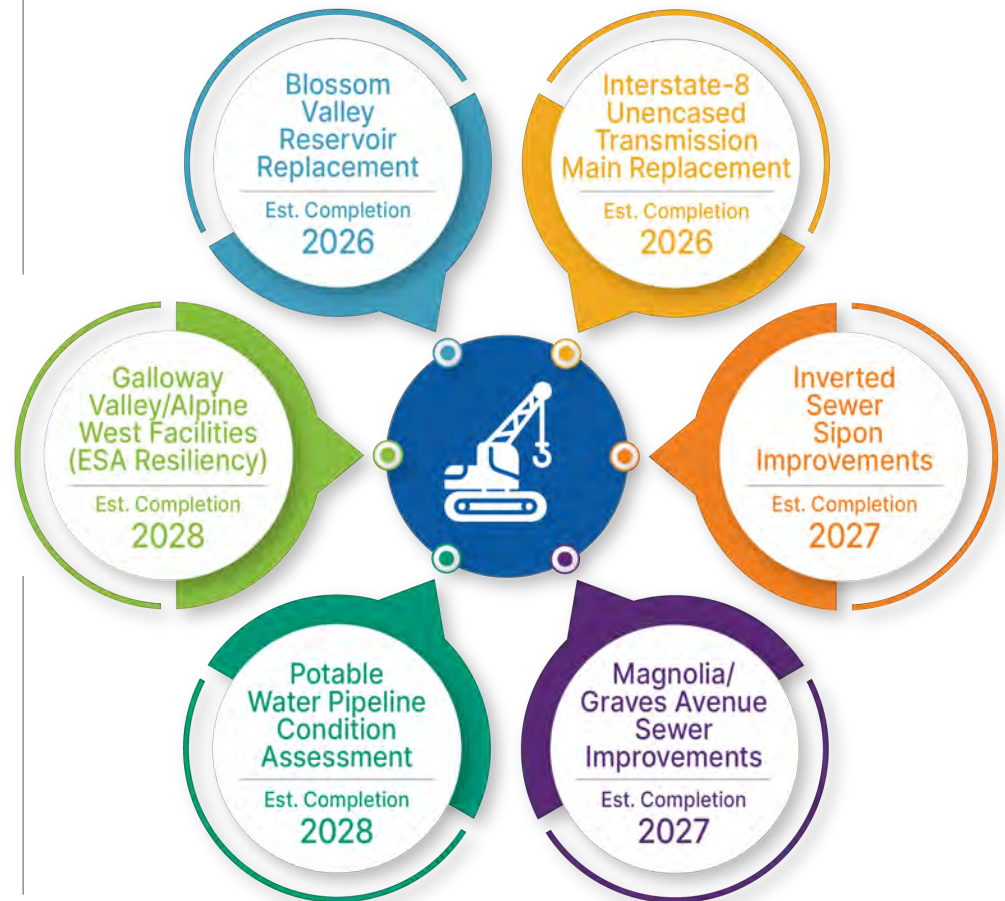 Blossom
Valley
Reservoir
Replacement
Est. Completion
2026
Interstate-8
Unencased
Transmission
Main Replacement
Est. Completion
2026
Galloway
Valley/Alpine
West Facilities
(ESA Resiliency)
Est. Completion
2028
Inverted
Sewer
Sipon
Improvements
Est. Completion
2027
Potable
Water Pipeline
Condition
Assessment
Est. Completion
2028
Magnolia/
Graves Avenue
Sewer
Improvements
Est. Completion
2027